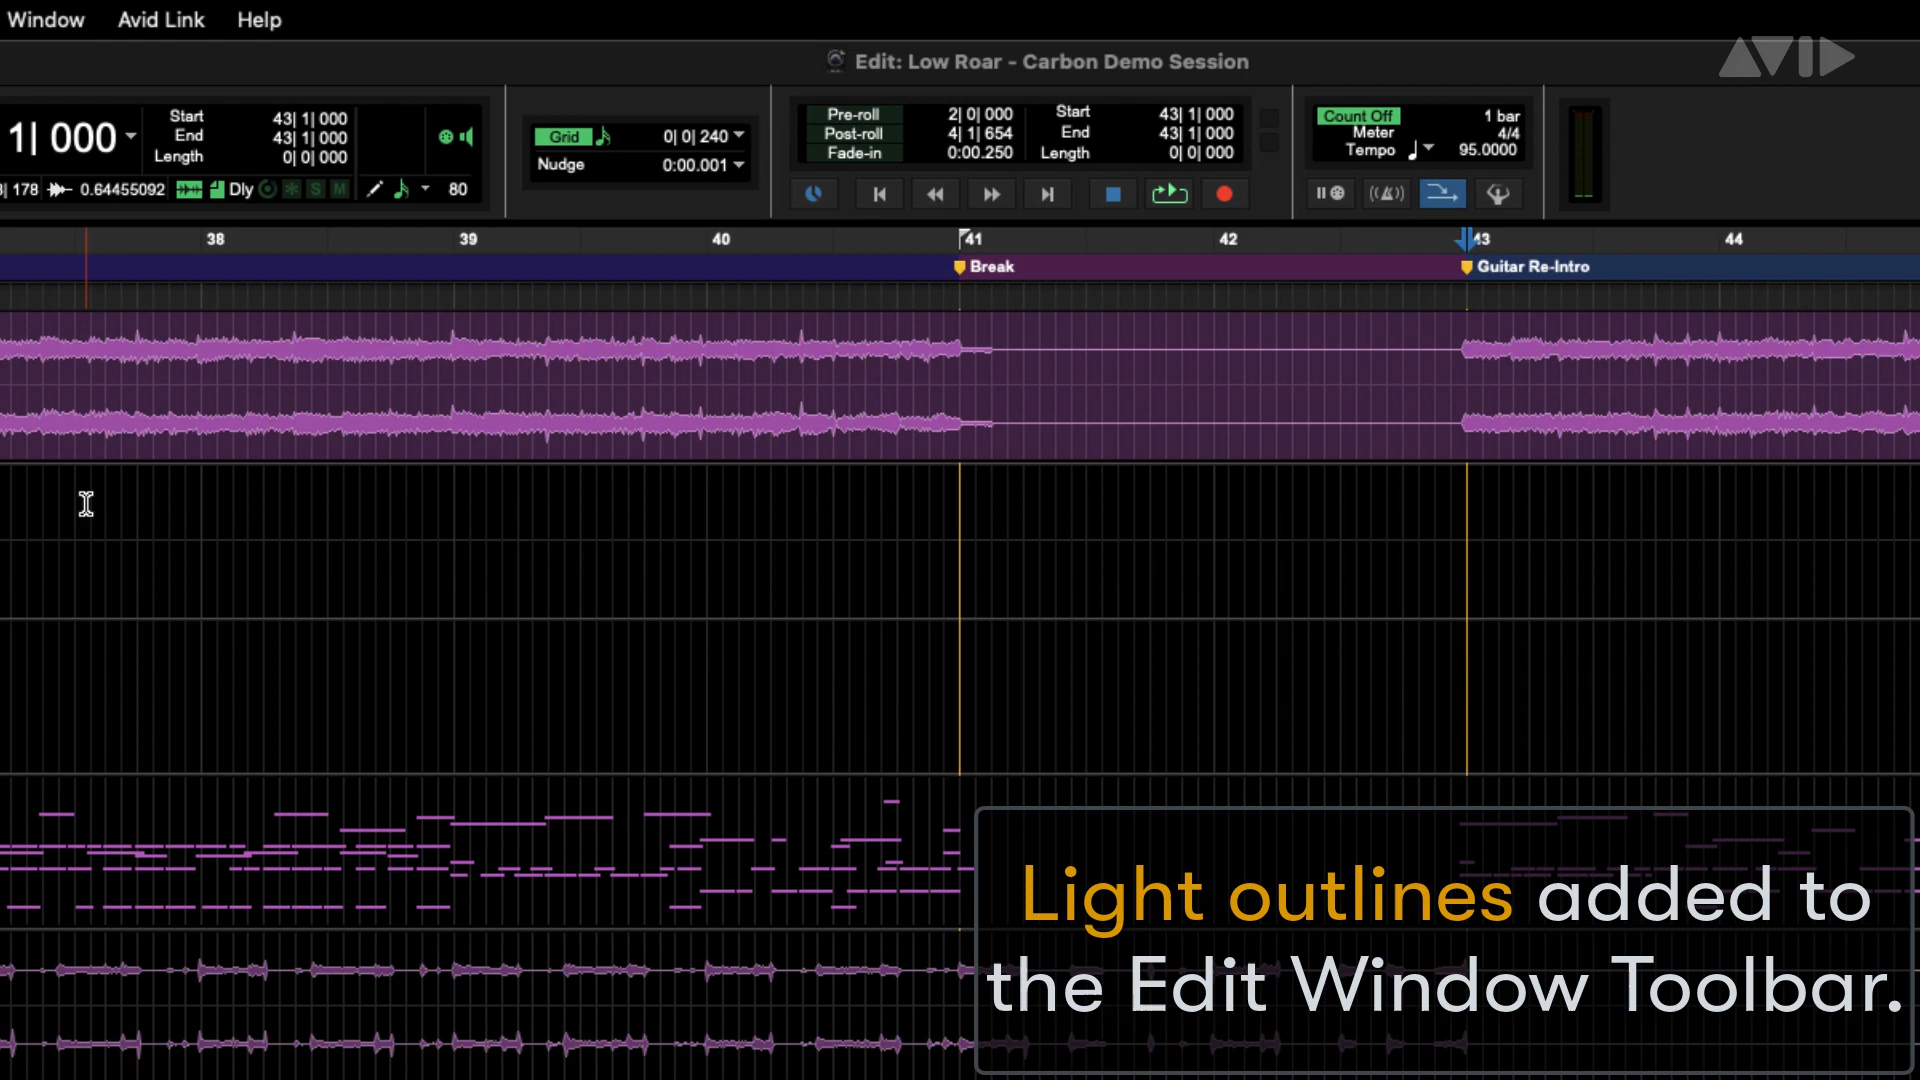 Window Avid Link Help
Edit: Low Roar - Carbon Demo Session
AVID
1| 000
Start 43| 1| 000
End 43| 1| 000
Length 0| 0| 000
Grid 0| 0| 240
Nudge 0:00.001
Pre-roll 2| 0| 000 Start 43| 1| 000
Post-roll 4| 1| 654 End 43| 1| 000
Fade-in 0:00.250 Length 0| 0| 000
Count Off 1 bar
Meter 4/4
Tempo 95.0000
| 178 0.64455092 Dly S M 80
38 39 40 41 42 43 44
Break Guitar Re-Intro
Light outlines added to
the Edit Window Toolbar.